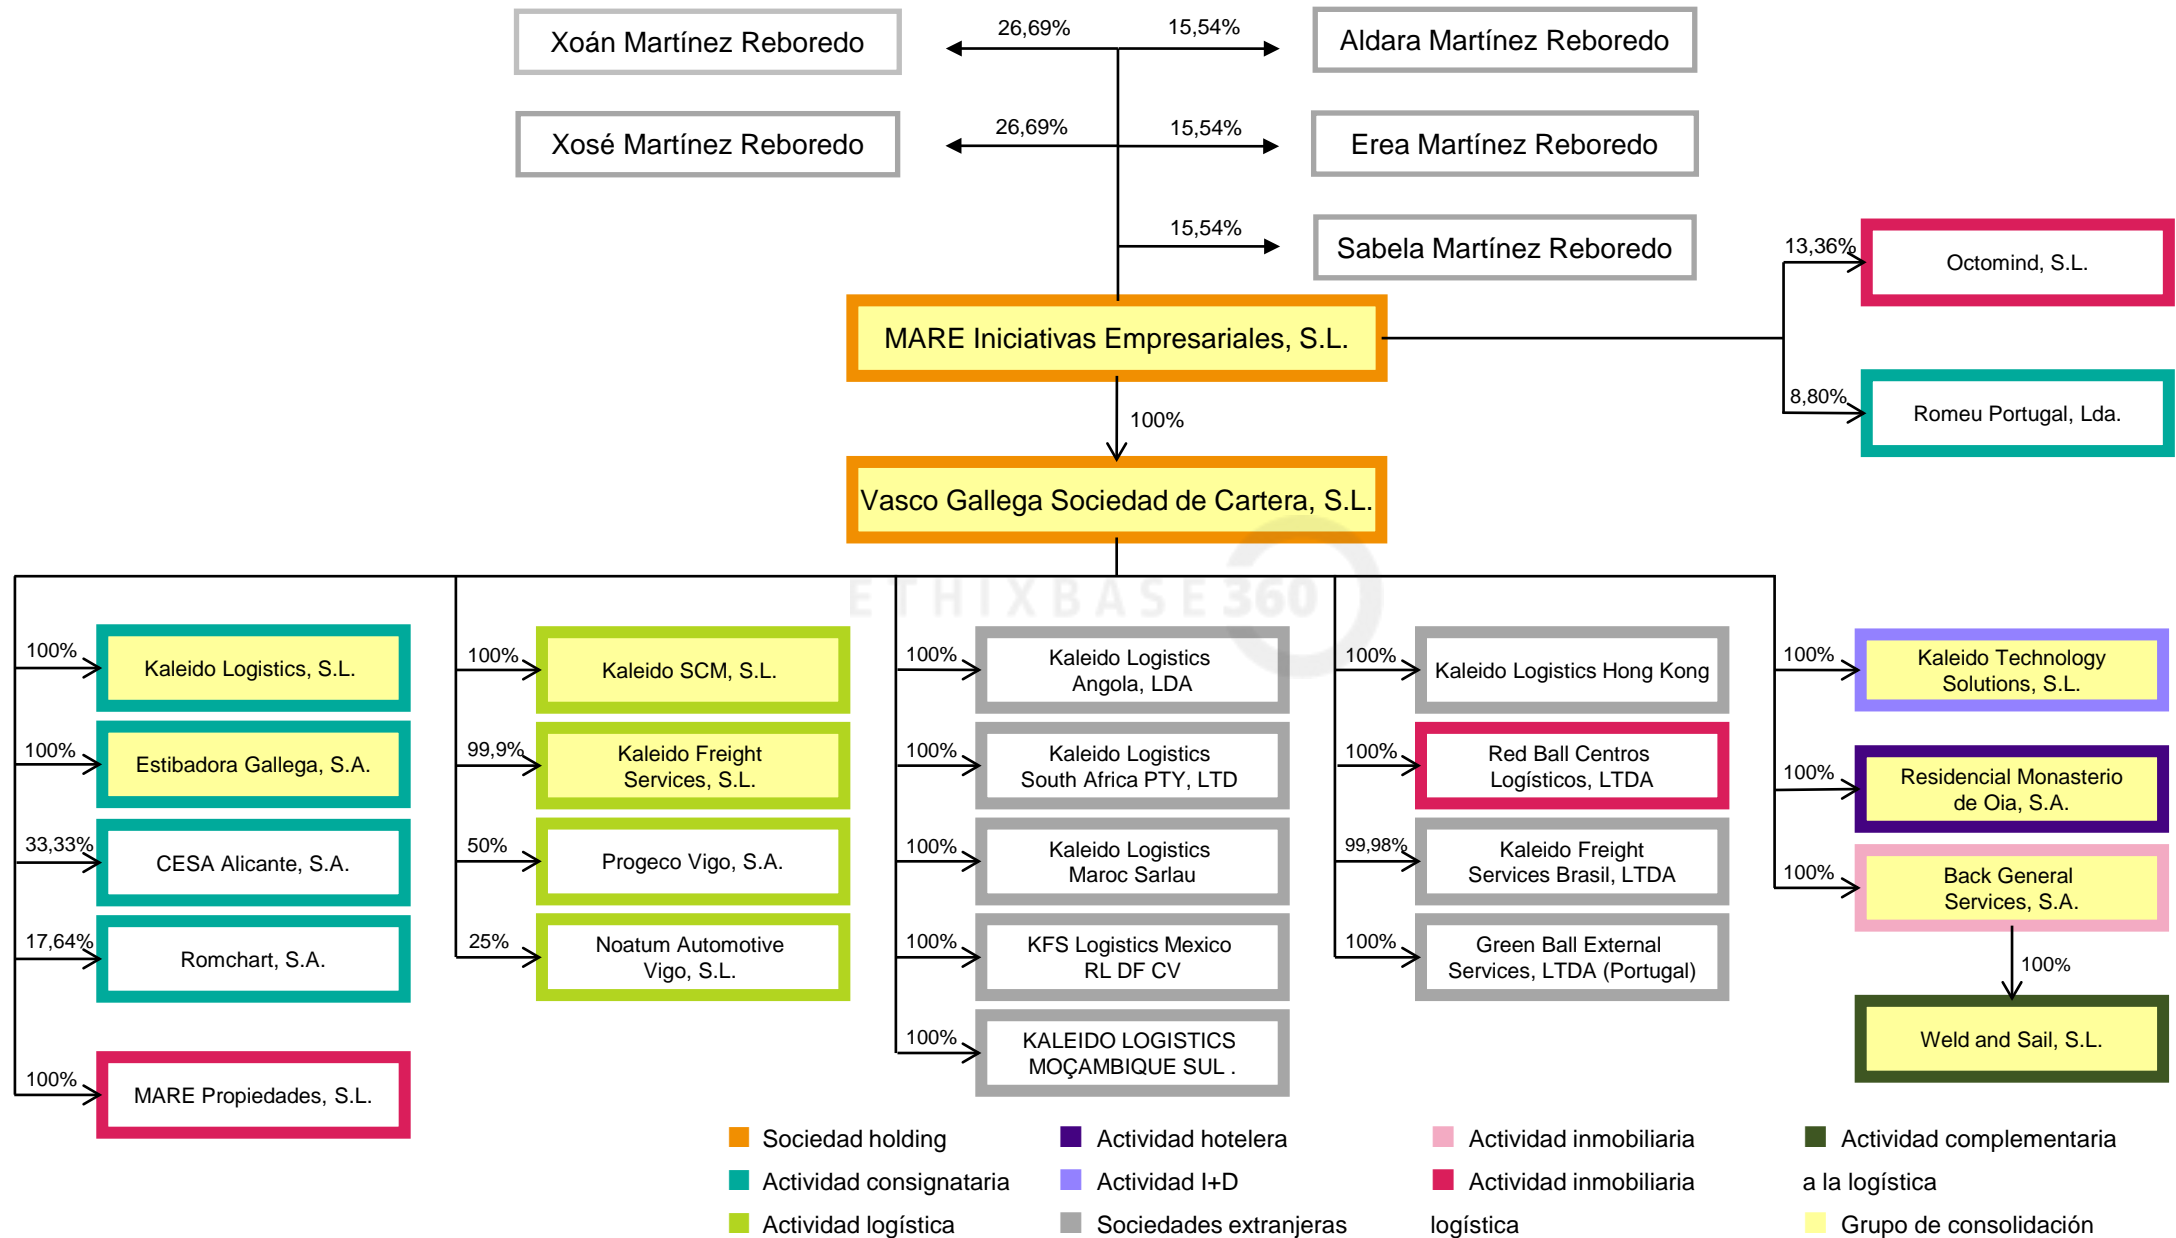 Xoán Martínez Reboredo
26,69%
15,54%
Aldara Martínez Reboredo
Xosé Martínez Reboredo
26,69%
15,54%
Erea Martínez Reboredo
15,54%
Sabela Martínez Reboredo
13,36%
Octomind, S.L.
MARE Iniciativas Empresariales, S.L.
8,80%
Romeu Portugal, Lda.
100%
Vasco Gallega Sociedad de Cartera, S.L.
ETHIXBASE 360
100%
Kaleido Logistics, S.L.
100%
Estibadora Gallega, S.A.
33,33%
CESA Alicante, S.A.
17,64%
Romchart, S.A.
100%
MARE Propiedades, S.L.
100%
Kaleido SCM, S.L.
99,9%
Kaleido Freight
Services, S.L.
50%
Progeco Vigo, S.A.
25%
Noatum Automotive
Vigo, S.L.
100%
Kaleido Logistics
Angola, LDA
100%
Kaleido Logistics
South Africa PTY, LTD
100%
Kaleido Logistics
Maroc Sarlau
100%
KFS Logistics Mexico
RL DF CV
100%
KALEIDO LOGISTICS
MOÇAMBIQUE SUL .
100%
Kaleido Logistics Hong Kong
100%
Red Ball Centros
Logísticos, LTDA
99,98%
Kaleido Freight
Services Brasil, LTDA
100%
Green Ball External
Services, LTDA (Portugal)
100%
Kaleido Technology
Solutions, S.L.
100%
Residencial Monasterio
de Oia, S.A.
100%
Back General
Services, S.A.
100%
Weld and Sail, S.L.
Sociedad holding
Actividad consignataria
Actividad logística
Actividad hotelera
Actividad I+D
Sociedades extranjeras
Actividad inmobiliaria
Actividad inmobiliaria
logística
Actividad complementaria
a la logística
Grupo de consolidación